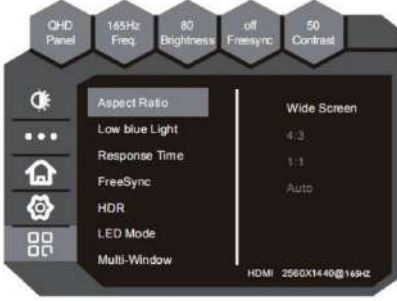 QHD
Panel
165Hz
Freq.
80
Brightness
off
Freesync
50
Contrast
Aspect Ratio
Wide Screen
Low blue Light
4:3
Response Time
1:1
FreeSync
Auto
HDR
LED Mode
Multi-Window
HDMI 2560X1440@165HZ